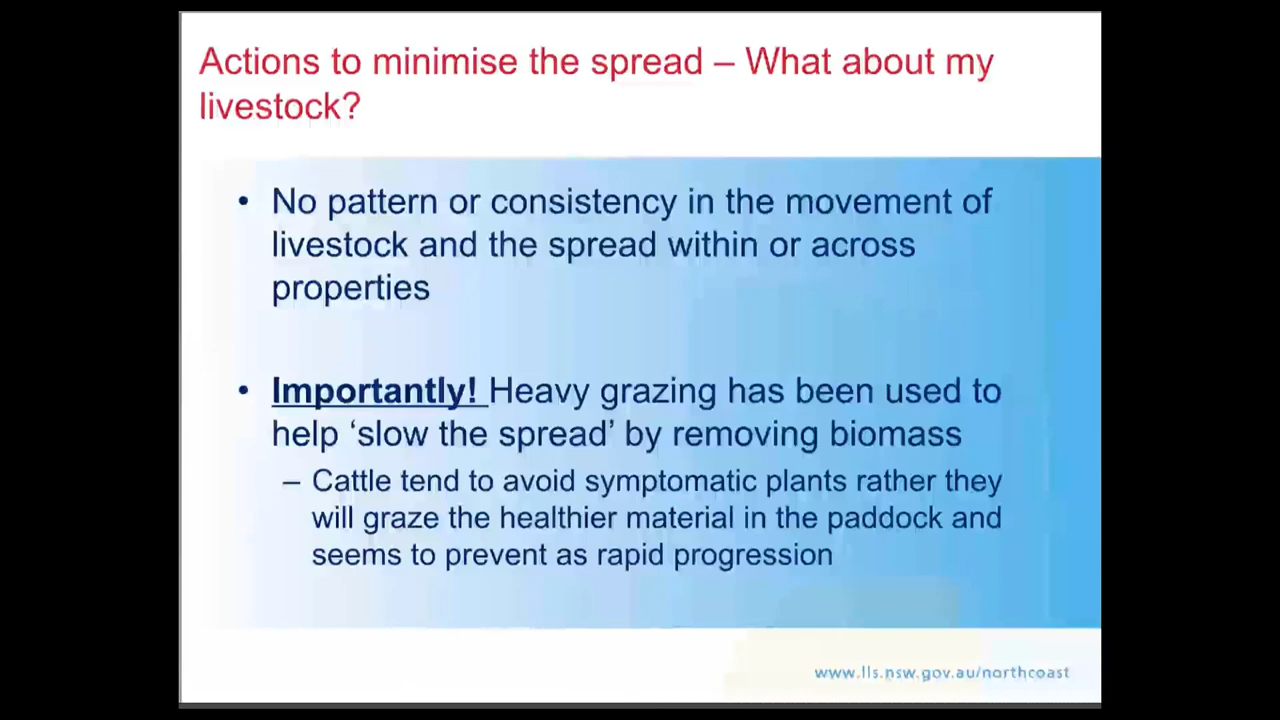 Actions to minimise the spread – What about my
livestock?
• No pattern or consistency in the movement of
livestock and the spread within or across
properties
• Importantly! Heavy grazing has been used to
help ‘slow the spread’ by removing biomass
– Cattle tend to avoid symptomatic plants rather they
will graze the healthier material in the paddock and
seems to prevent as rapid progression
www.lls.nsw.gov.au/northcoast